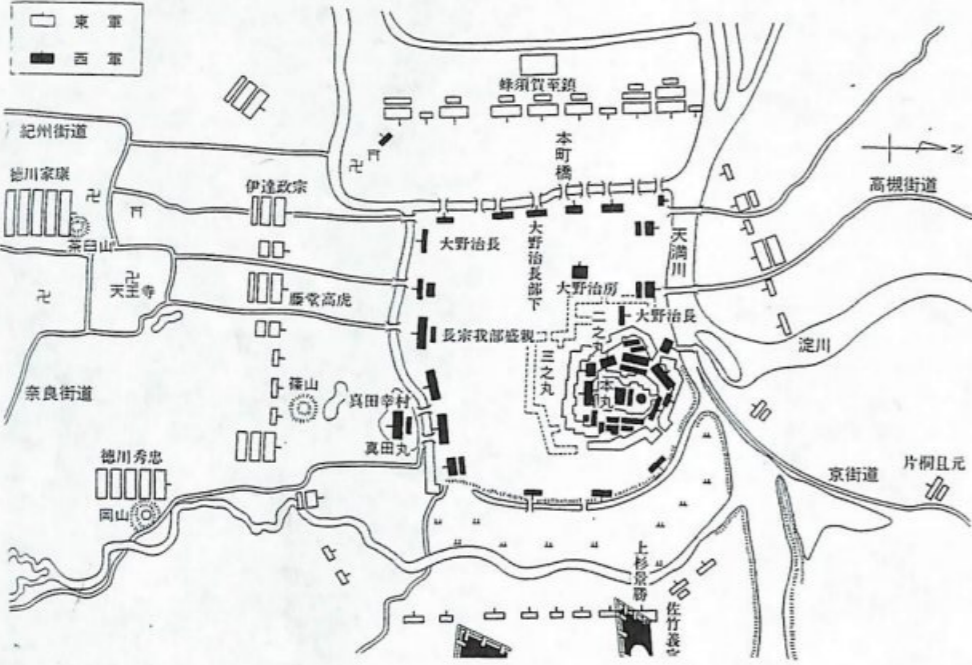 東軍
西軍
蜂須賀至鎮
紀州街道
本町橋
N
徳川家康
伊達政宗
高槻街道
茶臼山
大野治長
大野治長部下
天満川
天王寺
大野治房
藤堂高虎
大野治長
長宗我部盛親
二之丸
淀川
三之丸
本丸
奈良街道
篠山
真田幸村
真田丸
徳川秀忠
片桐且元
京街道
岡山
上杉景勝
佐竹義宣